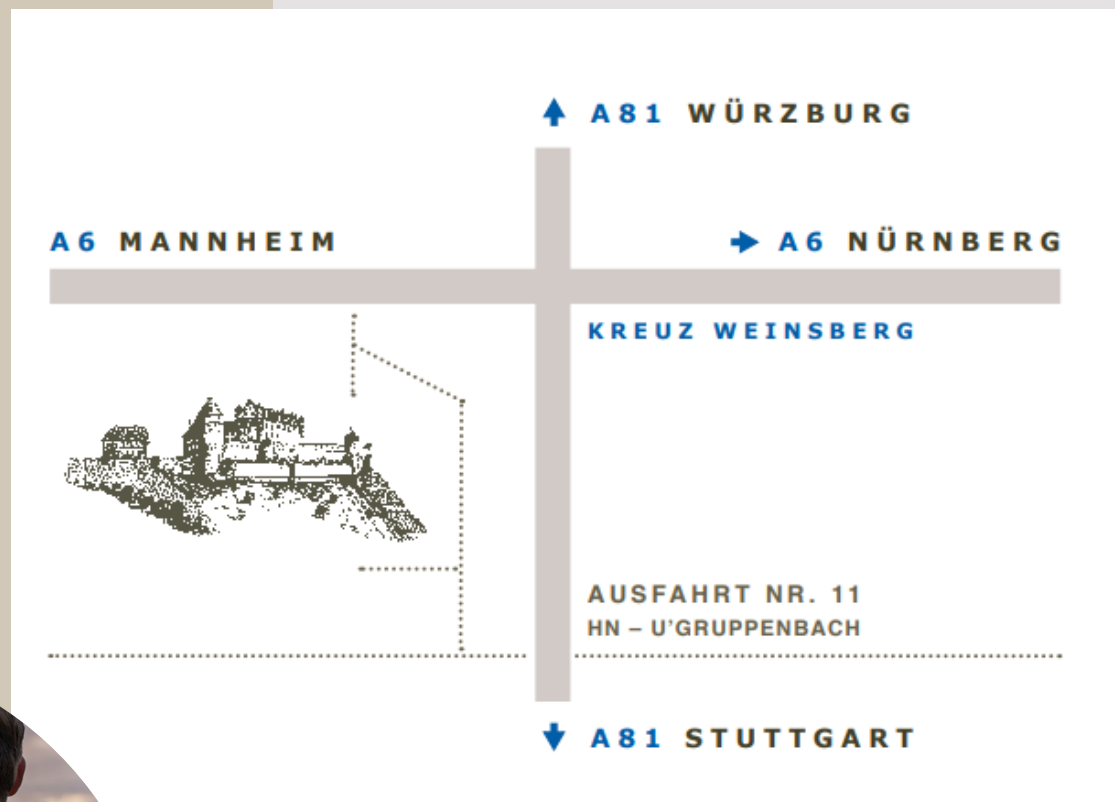 A81 WÜRZBURG
A6 MANNHEIM
A6 NÜRNBERG
KREUZ WEINSBERG
AUSFAHRT NR. 11
HN – U'GRUPPENBACH
A81 STUTTGART